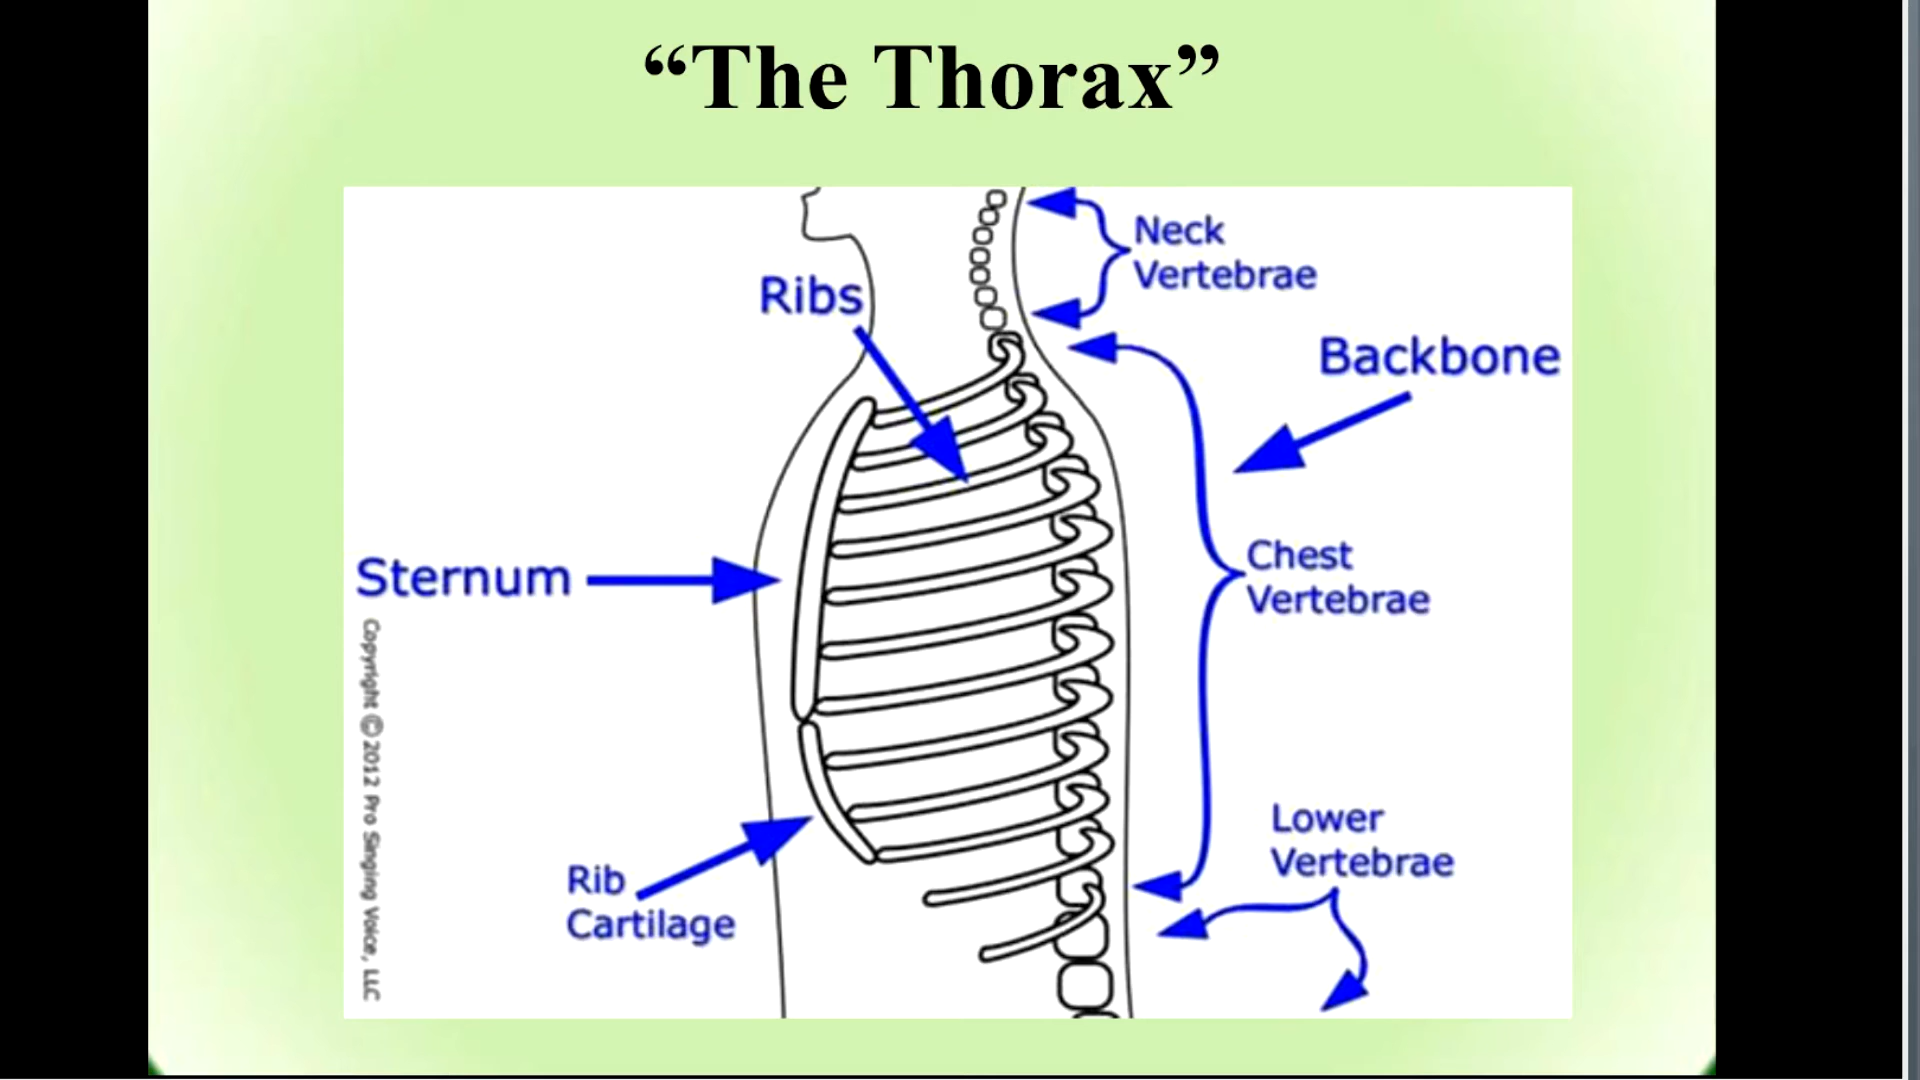 “The Thorax”
Neck
Vertebrae
Ribs
Backbone
Sternum
Chest
Vertebrae
Lower
Vertebrae
Rib
Cartilage
Copyright © 2012 Pro Singing Voice, LLC